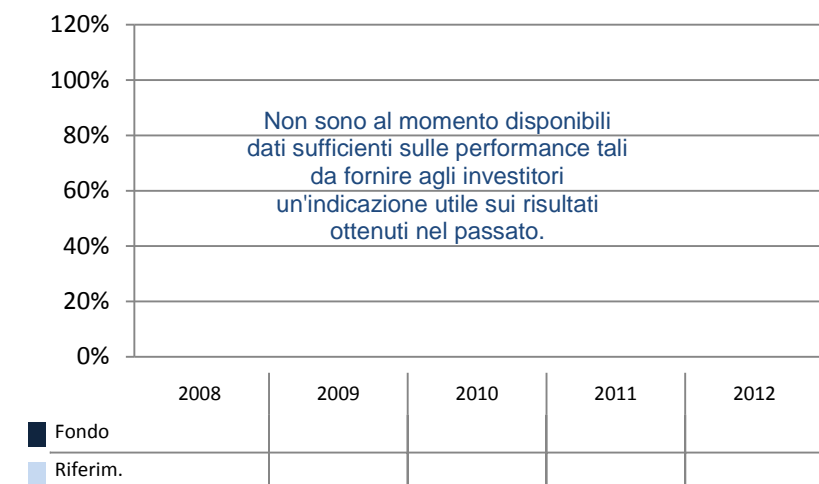 120%
100%
80%
60%
40%
20%
0%
Non sono al momento disponibili
dati sufficienti sulle performance tali
da fornire agli investitori
un'indicazione utile sui risultati
ottenuti nel passato.
2008 2009 2010 2011 2012
Fondo
Riferim.